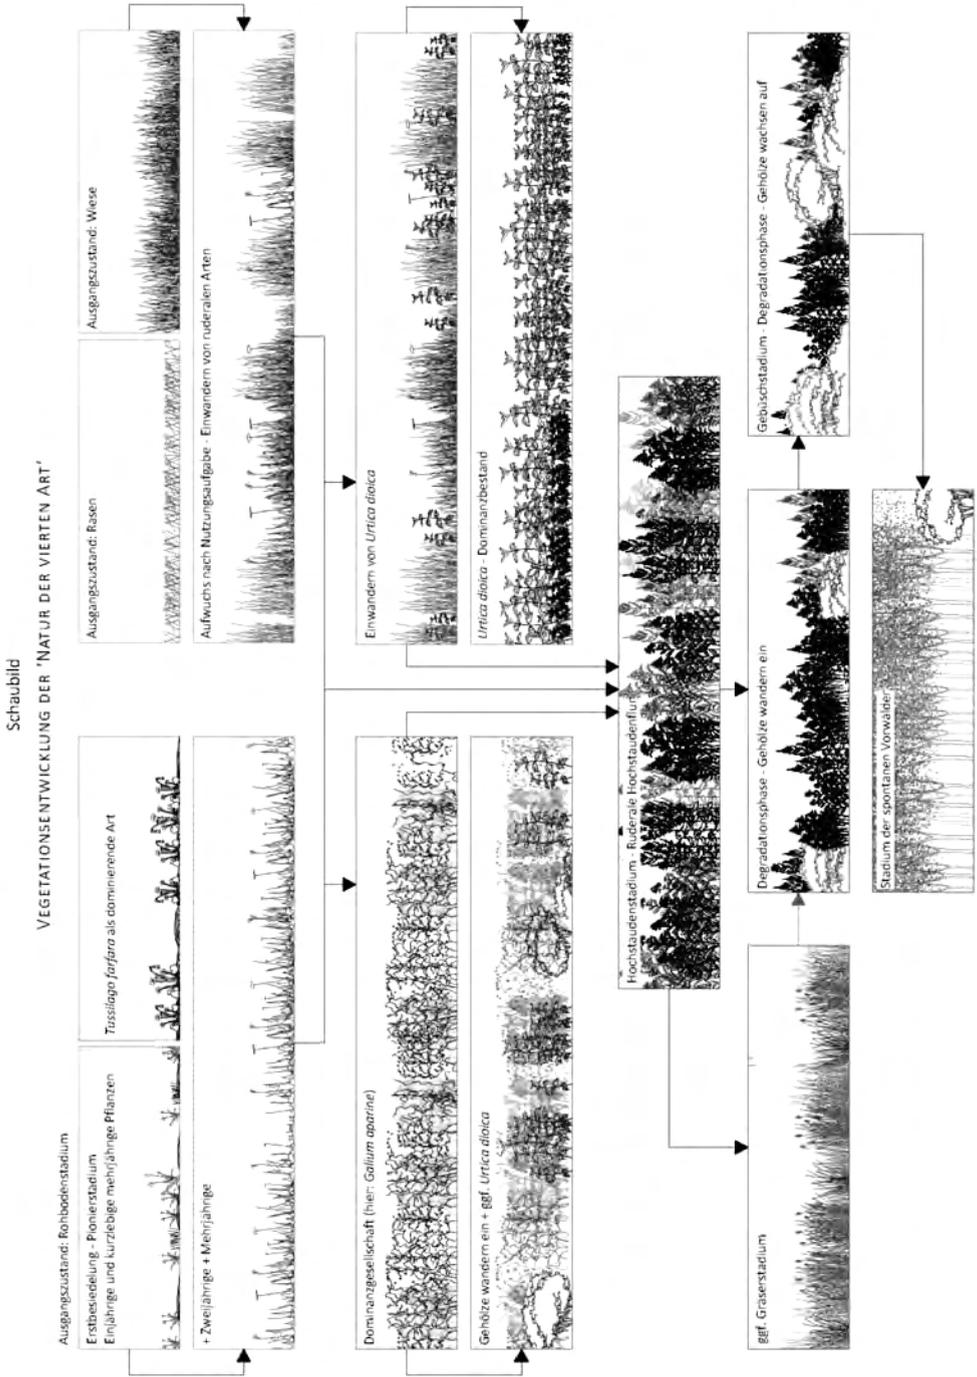 Schaubild
VEGETATIONSENTWICKLUNG DER 'NATUR DER VIERTEN ART'
Ausgangszustand: Rohbodenstadium
Erstbesiedelung - Pionierstadium
Einjährige und kurzlebige mehrjährige Pflanzen
Tussilago farfara als dominierende Art
+ Zweijährige + Mehrjährige
Ausgangszustand: Rasen
Ausgangszustand: Wiese
Aufwuchs nach Nutzungsaufgabe - Einwandern von ruderalen Arten
Dominanzgesellschaft (hier: Galium aparine)
Gehölze wandern ein + ggf. Urtica dioica
Einwandern von Urtica dioica
Urtica dioica - Dominanzbestand
Hochstaudenstadium - Ruderale Hochstaudenflur
ggf. Gräserstadium
Degradationsphase - Gehölze wandern ein
Gebüschstadium - Degradationsphase - Gehölze wachsen auf
Stadium der spontanen Vorwälder